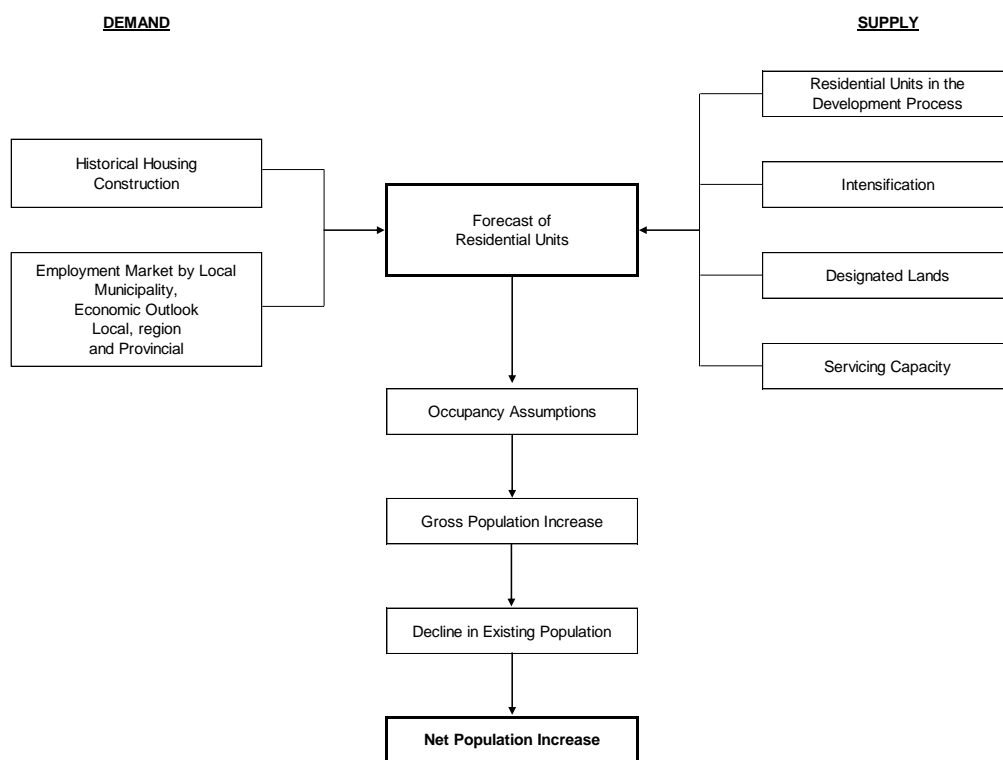 DEMAND
SUPPLY
Residential Units in the
Development Process
Historical Housing
Construction
Intensification
Forecast of
Residential Units
Employment Market by Local
Municipality,
Economic Outlook
Local, region
and Provincial
Designated Lands
Servicing Capacity
Occupancy Assumptions
Gross Population Increase
Decline in Existing Population
Net Population Increase